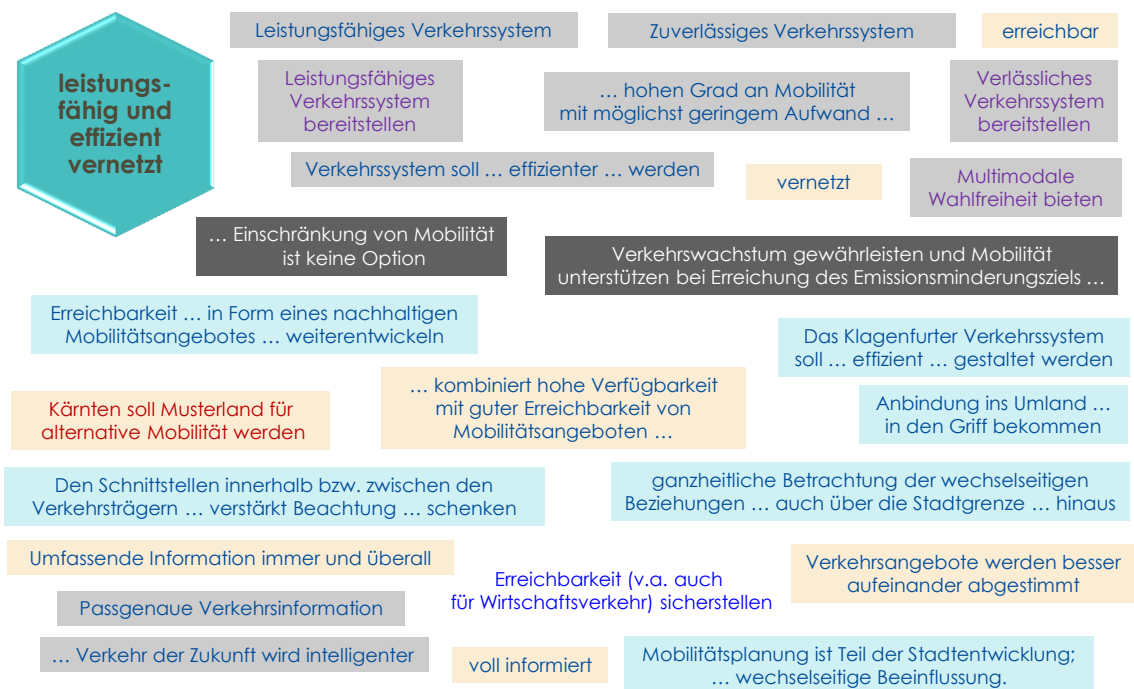 leistungs-
fähig und
effizient
vernetzt
Leistungsfähiges Verkehrssystem
Zuverlässiges Verkehrssystem
erreichbar
Leistungsfähiges
Verkehrssystem
bereitstellen
… hohen Grad an Mobilität
mit möglichst geringem Aufwand …
Verlässliches
Verkehrssystem
bereitstellen
Verkehrssystem soll … effizienter … werden
vernetzt
Multimodale
Wahlfreiheit bieten
… Einschränkung von Mobilität
ist keine Option
Verkehrswachstum gewährleisten und Mobilität
unterstützen bei Erreichung des Emissionsminderungsziels …
Erreichbarkeit … in Form eines nachhaltigen
Mobilitätsangebotes … weiterentwickeln
Das Klagenfurter Verkehrssystem
soll … effizient … gestaltet werden
Kärnten soll Musterland für
alternative Mobilität werden
… kombiniert hohe Verfügbarkeit
mit guter Erreichbarkeit von
Mobilitätsangeboten …
Anbindung ins Umland …
in den Griff bekommen
Den Schnittstellen innerhalb bzw. zwischen den
Verkehrsträgern … verstärkt Beachtung … schenken
ganzheitliche Betrachtung der wechselseitigen
Beziehungen … auch über die Stadtgrenze … hinaus
Umfassende Information immer und überall
Erreichbarkeit (v.a. auch
für Wirtschaftsverkehr) sicherstellen
Verkehrsangebote werden besser
aufeinander abgestimmt
Passgenaue Verkehrsinformation
… Verkehr der Zukunft wird intelligenter
voll informiert
Mobilitätsplanung ist Teil der Stadtentwicklung;
… wechselseitige Beeinflussung.